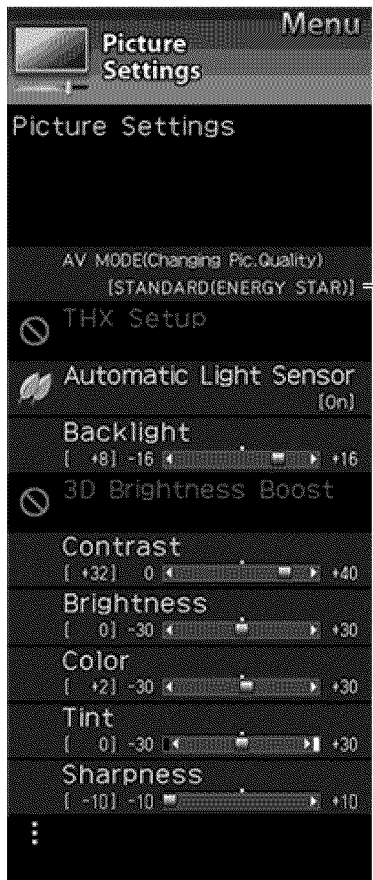 Menu
Picture
Settings
Picture Settings
AV MODE(Changing Pic.Quality)
[STANDARD(ENERGY STAR)]
THX Setup
Automatic Light Sensor
[On]
Backlight
[ +8] -16 +16
3D Brightness Boost
Contrast
[ +32] 0 +40
Brightness
[ 0] -30 +30
Color
[ +2] -30 +30
Tint
[ 0] -30 +30
Sharpness
[ -10] -10 +10